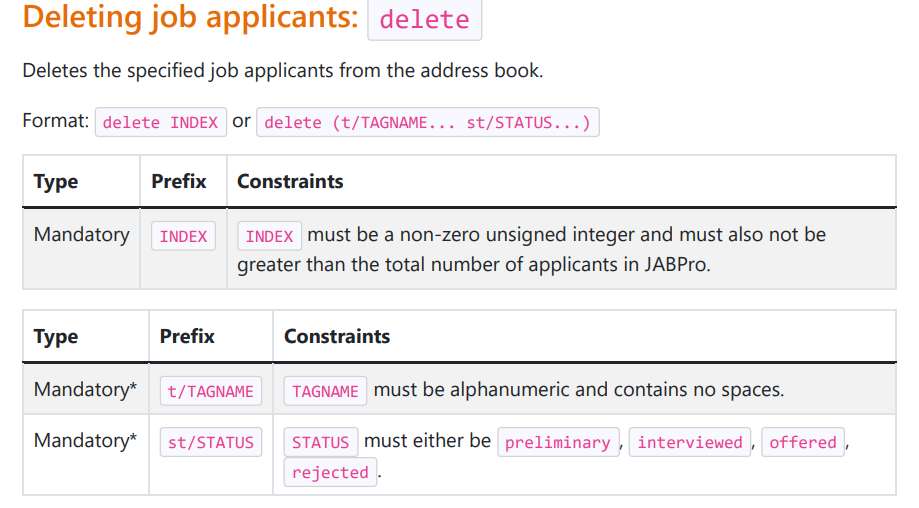 Deleting job applicants: delete
Deletes the specified job applicants from the address book.
Format: delete INDEX or delete (t/TAGNAME... st/STATUS...)
Type Prefix Constraints
Mandatory INDEX INDEX must be a non-zero unsigned integer and must also not be
greater than the total number of applicants in JABPro.
Type Prefix Constraints
Mandatory* t/TAGNAME TAGNAME must be alphanumeric and contains no spaces.
Mandatory* st/STATUS STATUS must either be preliminary, interviewed, offered,
rejected.